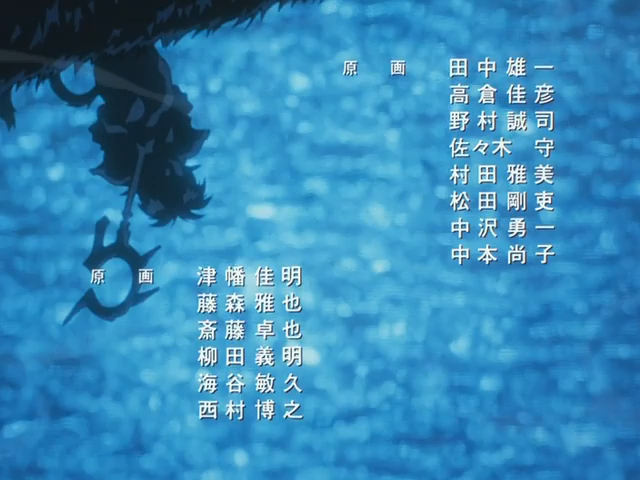 原画 田中雄一
高倉佳彦
野村誠司
佐々木 守
村田雅美
松田剛吏
中沢勇一
中本尚子
原画 津幡佳明
藤森雅也
斎藤卓也
柳田義明
海谷敏久
西村博之